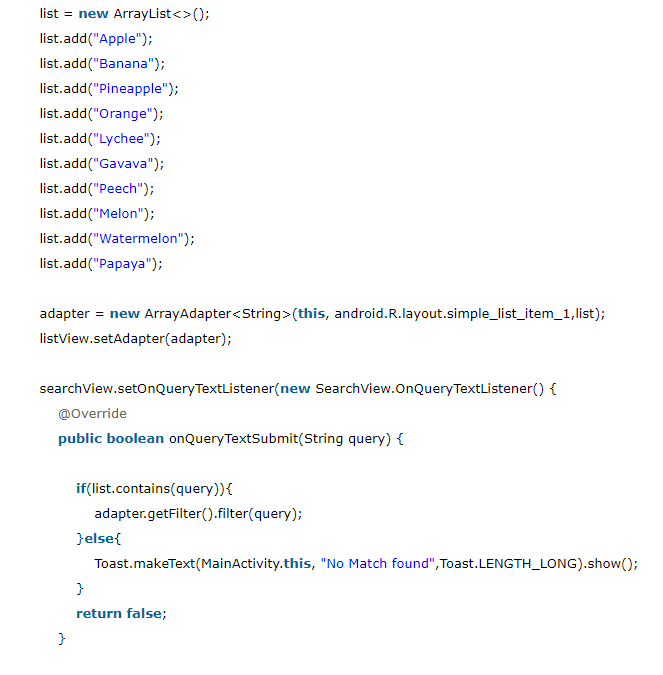 list = new ArrayList<>();
list.add("Apple");
list.add("Banana");
list.add("Pineapple");
list.add("Orange");
list.add("Lychee");
list.add("Gavava");
list.add("Peech");
list.add("Melon");
list.add("Watermelon");
list.add("Papaya");
adapter = new ArrayAdapter<String>(this, android.R.layout.simple_list_item_1,list);
listView.setAdapter(adapter);
searchView.setOnQueryTextListener(new SearchView.OnQueryTextListener() {
@Override
public boolean onQueryTextSubmit(String query) {
if(list.contains(query)){
adapter.getFilter().filter(query);
}else{
Toast.makeText(MainActivity.this, "No Match found",Toast.LENGTH_LONG).show();
}
return false;
}